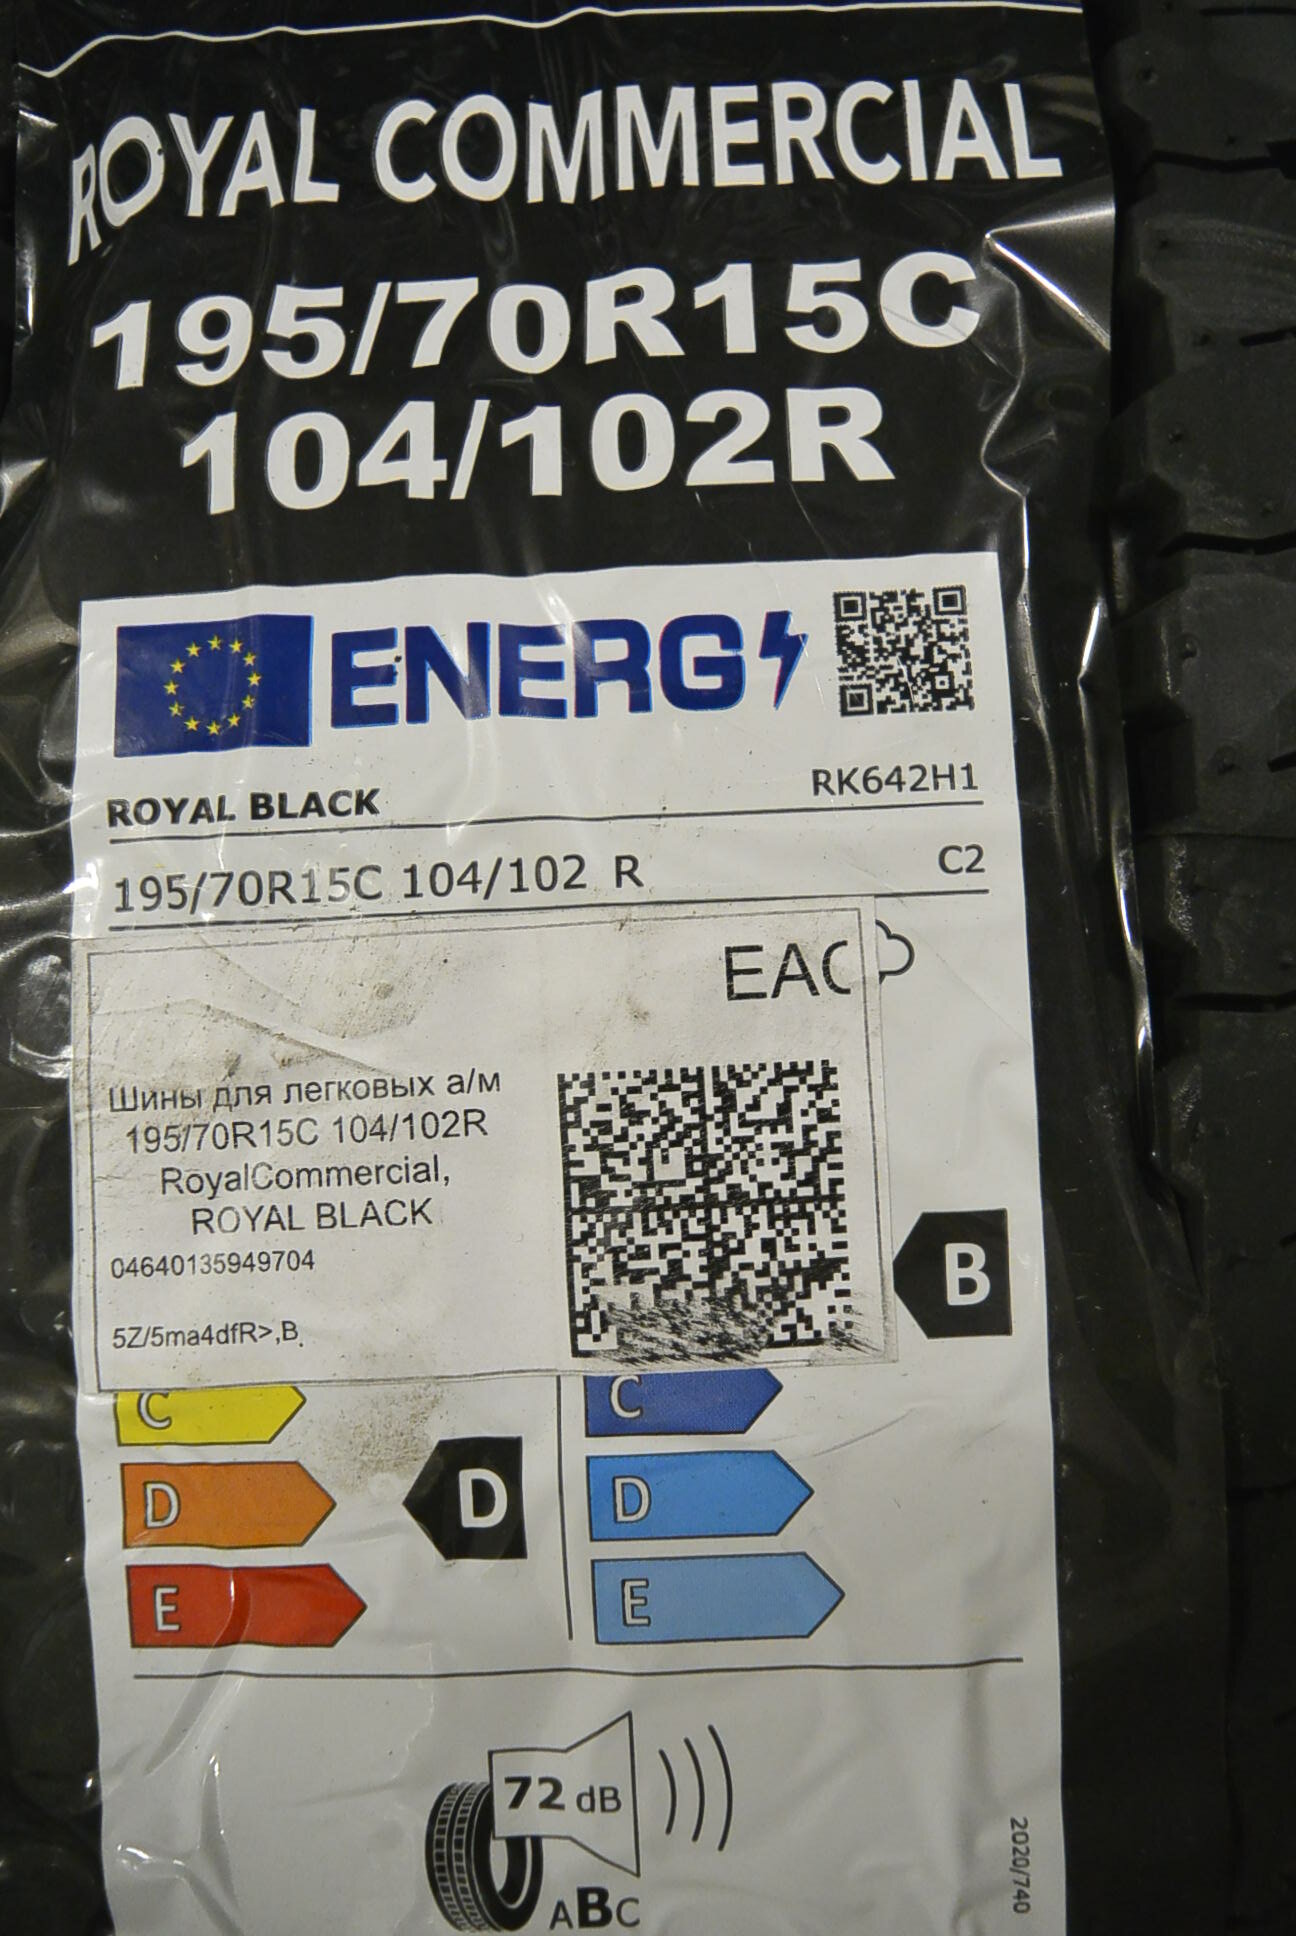 ROYAL COMMERCIAL
195/70R15C
104/102R
ENERG
ROYAL BLACK RK642H1
195/70R15C 104/102 R C2
EAC
Шины для легковых а/м
195/70R15C 104/102R
RoyalCommercial,
ROYAL BLACK
04640135949704
5Z/5ma4dfR>,B.
B
C C
D D D
E E
72 dB
ABC
2020/740